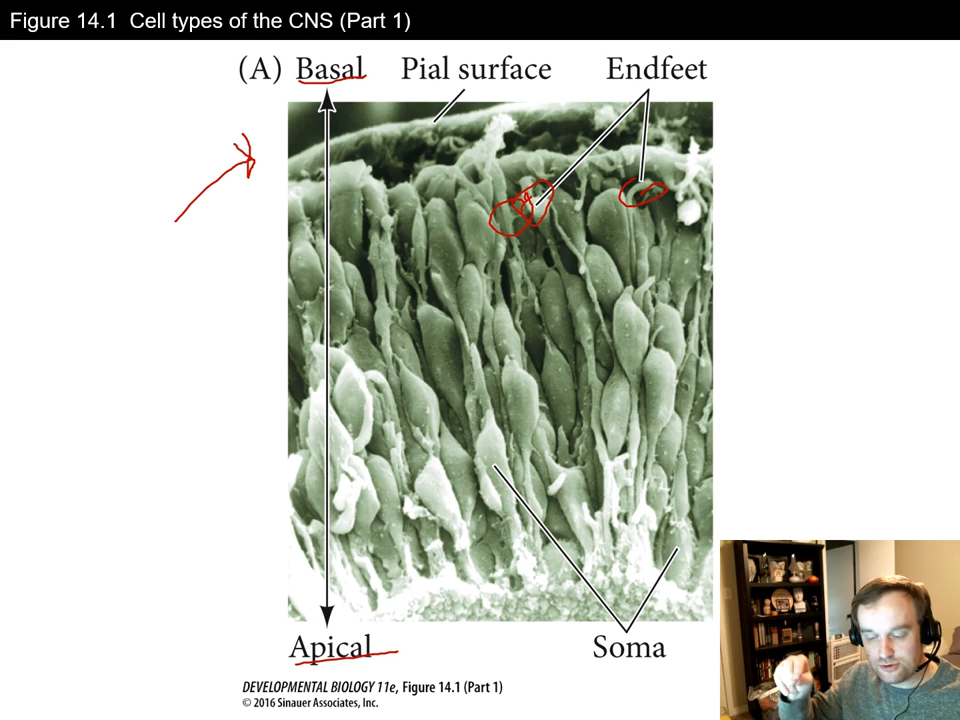 Figure 14.1 Cell types of the CNS (Part 1)
(A) Basal Pial surface Endfeet
Apical Soma
DEVELOPMENTAL BIOLOGY 11e, Figure 14.1 (Part 1)
© 2016 Sinauer Associates, Inc.